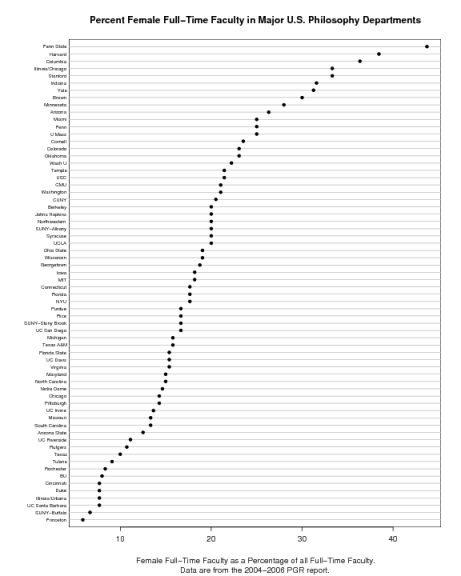 Percent Female Full−Time Faculty in Major U.S. Philosophy Departments
Penn State
Harvard
Columbia
Illinois/Chicago
Stanford
Indiana
Yale
Brown
Minnesota
Arizona
Miami
Penn
U Mass
Cornell
Colorado
Oklahoma
Wash U
Temple
USC
CMU
Washington
CUNY
Berkeley
Johns Hopkins
Northwestern
SUNY−Albany
Syracuse
UCLA
Ohio State
Wisconsin
Georgetown
Iowa
MIT
Connecticut
Florida
NYU
Purdue
Rice
SUNY−Stony Brook
UC San Diego
Michigan
Texas A&M
Florida State
UC Davis
Virginia
Maryland
North Carolina
Notre Dame
Chicago
Pittsburgh
UC Irvine
Missouri
South Carolina
Arizona State
UC Riverside
Rutgers
Texas
Tulane
Rochester
BU
Cincinnati
Duke
Illinois/Urbana
UC Santa Barbara
SUNY−Buffalo
Princeton
10 20 30 40
Female Full−Time Faculty as a Percentage of all Full−Time Faculty.
Data are from the 2004−2006 PGR report.